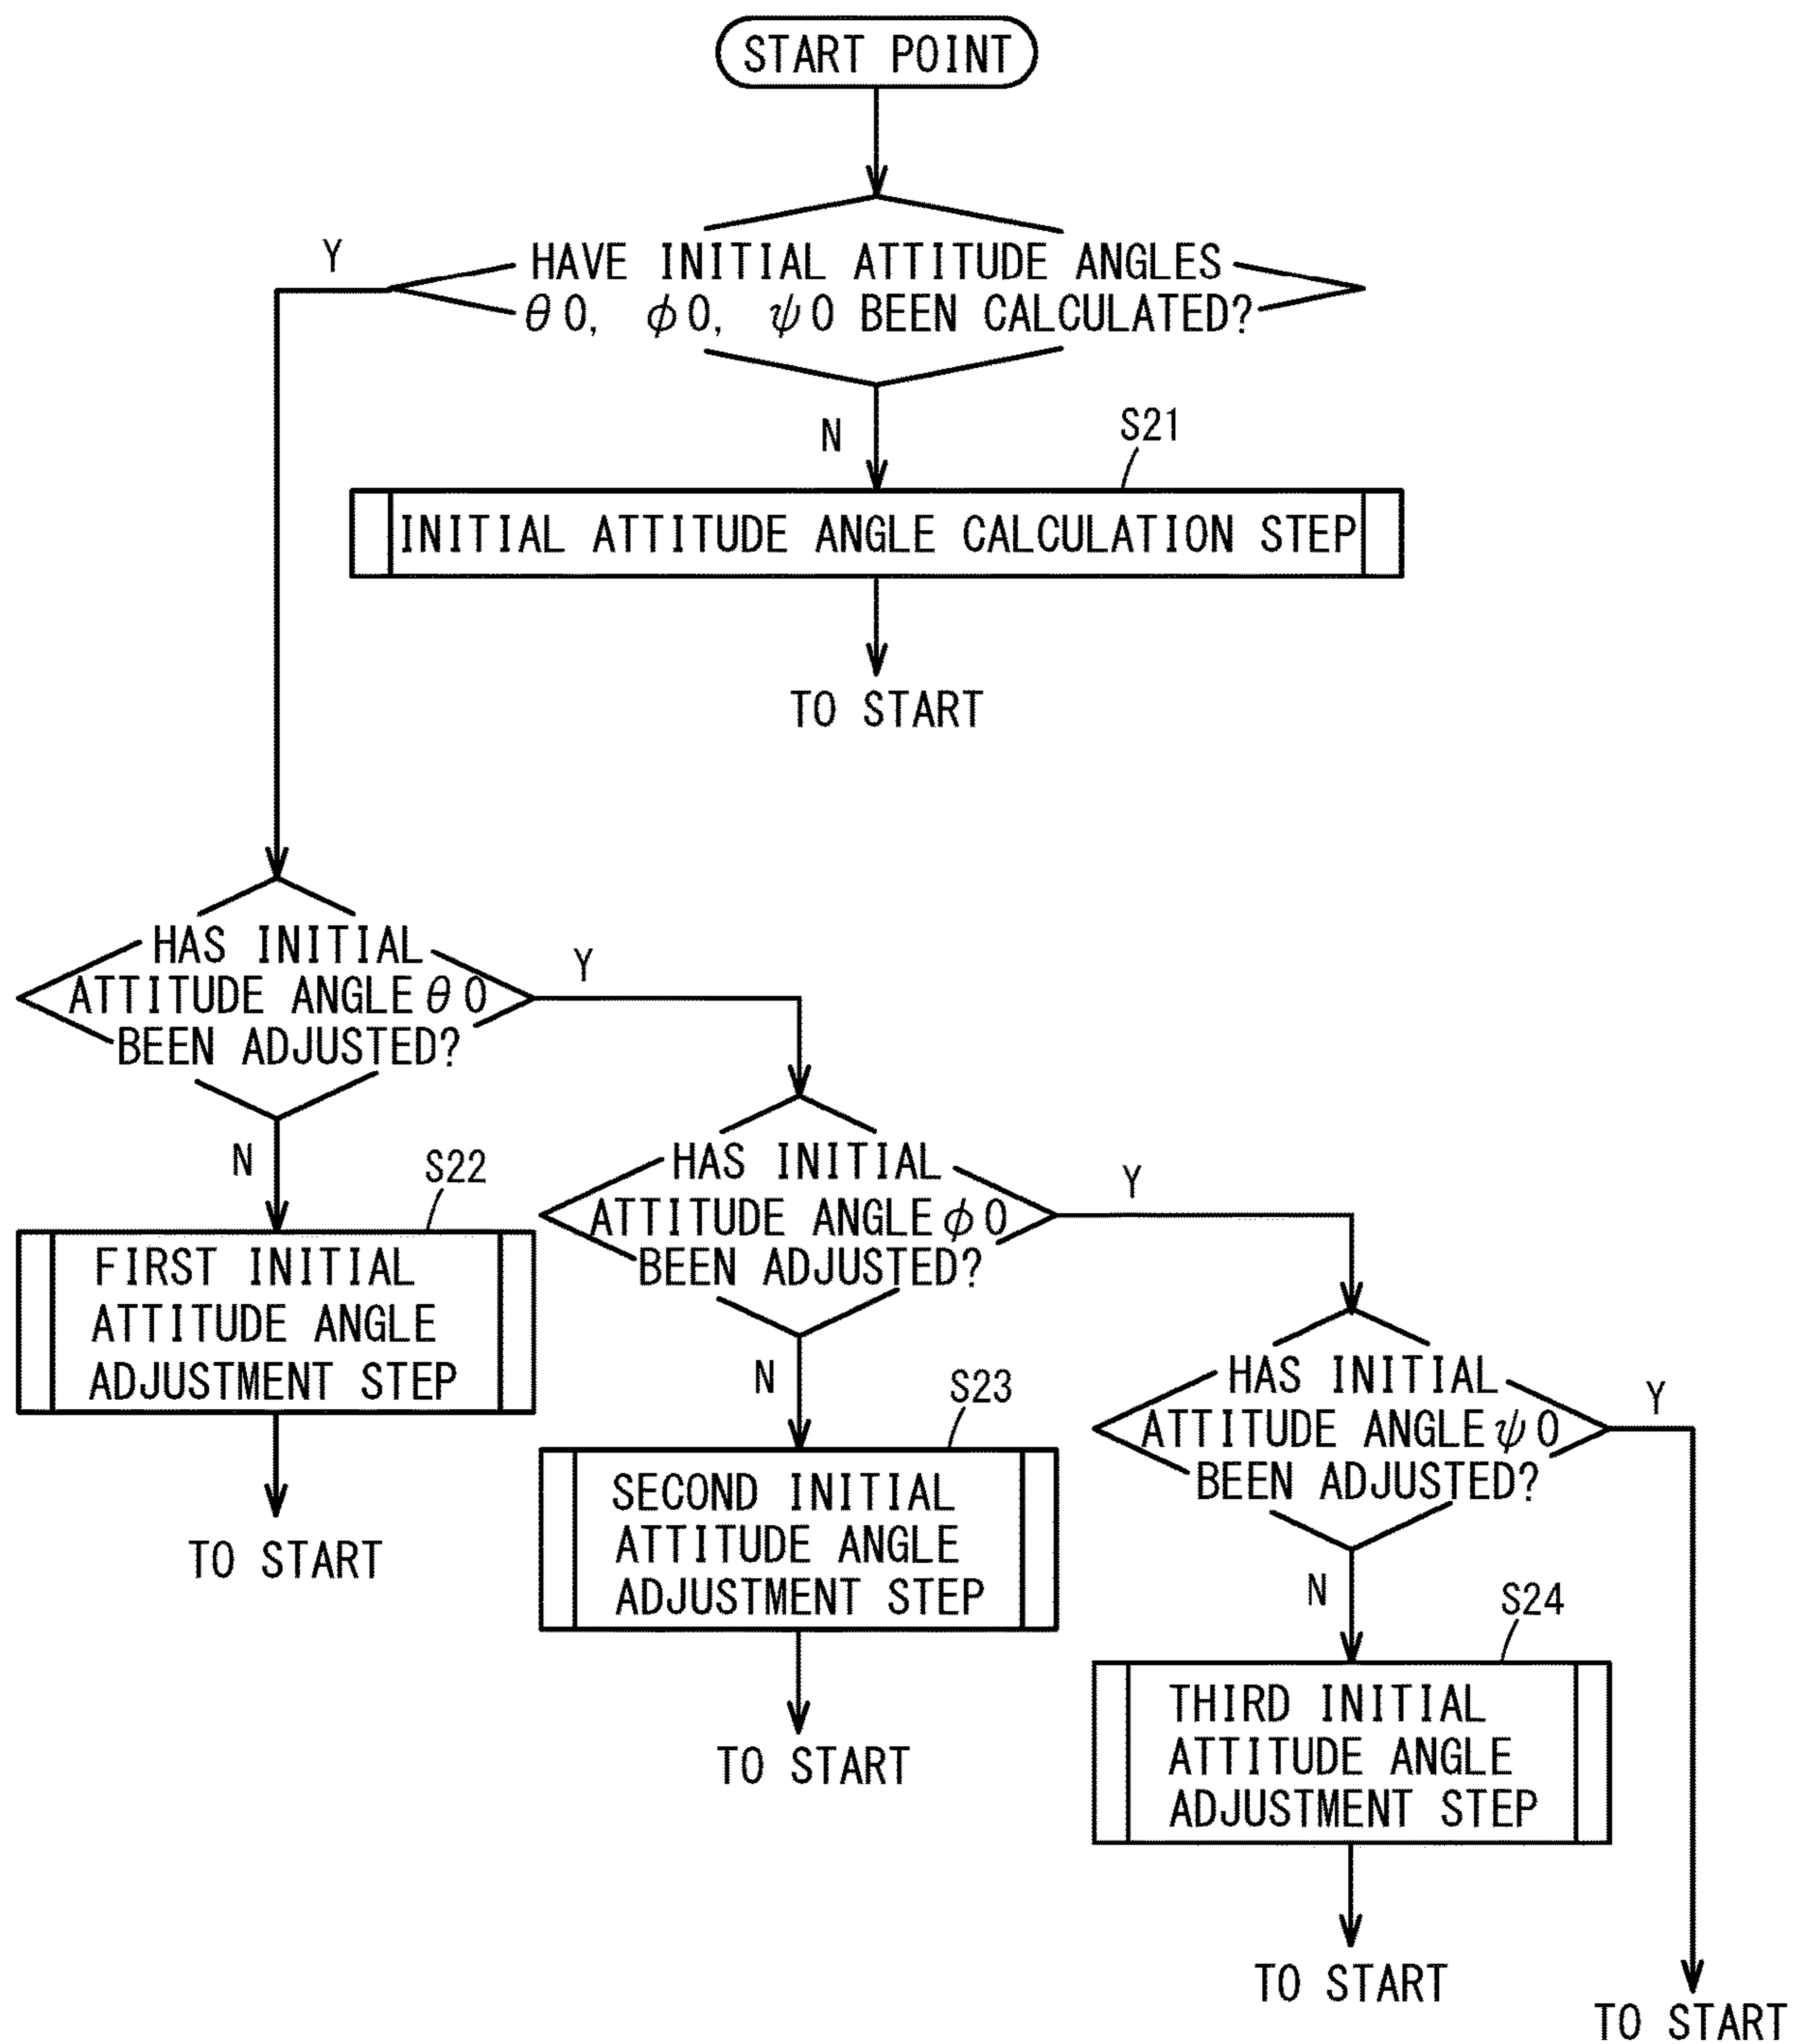 START POINT
Y
HAVE INITIAL ATTITUDE ANGLES
θ0, φ0, ψ0 BEEN CALCULATED?
N
S21
INITIAL ATTITUDE ANGLE CALCULATION STEP
TO START
HAS INITIAL
ATTITUDE ANGLE θ0
BEEN ADJUSTED?
Y
N
S22
FIRST INITIAL
ATTITUDE ANGLE
ADJUSTMENT STEP
TO START
HAS INITIAL
ATTITUDE ANGLE φ0
BEEN ADJUSTED?
Y
N
S23
SECOND INITIAL
ATTITUDE ANGLE
ADJUSTMENT STEP
TO START
HAS INITIAL
ATTITUDE ANGLE ψ0
BEEN ADJUSTED?
Y
N
S24
THIRD INITIAL
ATTITUDE ANGLE
ADJUSTMENT STEP
TO START
TO START